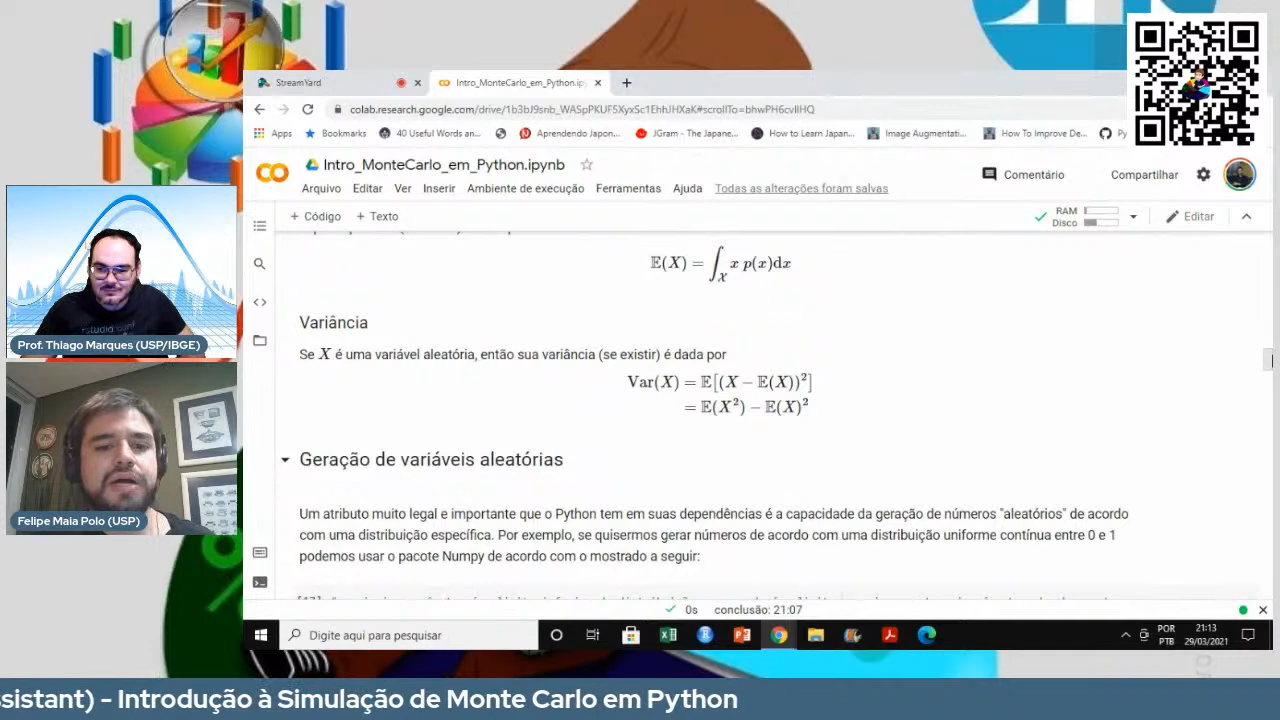 StreamYard
Intro_MonteCarlo_em_Python.ipy
colab.research.google.com/drive/
Apps
Bookmarks
40 Useful Words an...
Aprendendo Japon...
JGram - The Japane...
How to Learn Japan...
Image Augmentati...
How To Improve De...
Py
Intro_MonteCarlo_em_Python.ipynb
Comentário
Compartilhar
Arquivo Editar Ver Inserir Ambiente de execução Ferramentas Ajuda Todas as alterações foram salvas
+ Código + Texto
RAM
Disco
Editar
𝔼(X) = ∫_𝒳 x p(x)dx
Variância
Se X é uma variável aleatória, então sua variância (se existir) é dada por
Var(X) = 𝔼[(X − 𝔼(X))²]
= 𝔼(X²) − 𝔼(X)²
Geração de variáveis aleatórias
Um atributo muito legal e importante que o Python tem em suas dependências é a capacidade da geração de números "aleatórios" de acordo
com uma distribuição específica. Por exemplo, se quisermos gerar números de acordo com uma distribuição uniforme contínua entre 0 e 1
podemos usar o pacote Numpy de acordo com o mostrado a seguir:
0s conclusão: 21:07
Digite aqui para pesquisar
POR
PTB
21:13
29/03/2021
Prof. Thiago Marques (USP/IBGE)
Felipe Maia Polo (USP)
ssistant) - Introdução à Simulação de Monte Carlo em Python